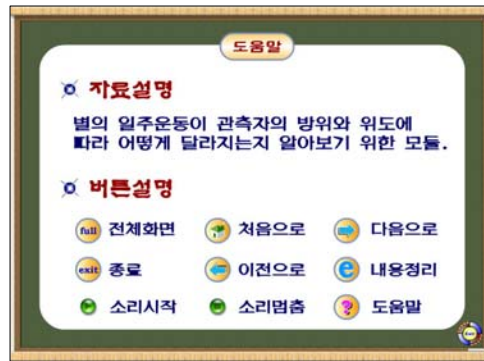 도움말
자료설명
별의 일주운동이 관측자의 방위와 위도에
따라 어떻게 달라지는지 알아보기 위한 모듈.
버튼설명
full 전체화면 처음으로 다음으로
exit 종료 이전으로 e 내용정리
소리시작 소리멈춤 ? 도움말